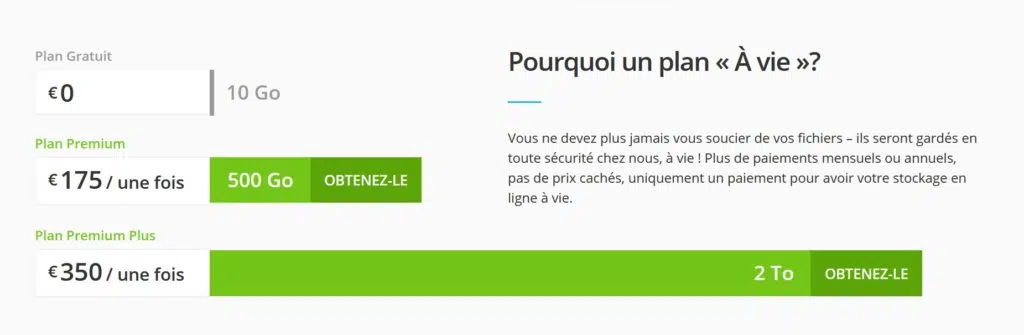 Plan Gratuit
€0
10 Go
Plan Premium
€175 / une fois
500 Go
OBTENEZ-LE
Plan Premium Plus
€350 / une fois
2 To
OBTENEZ-LE
Pourquoi un plan « À vie »?
Vous ne devez plus jamais vous soucier de vos fichiers – ils seront gardés en
toute sécurité chez nous, à vie ! Plus de paiements mensuels ou annuels,
pas de prix cachés, uniquement un paiement pour avoir votre stockage en
ligne à vie.